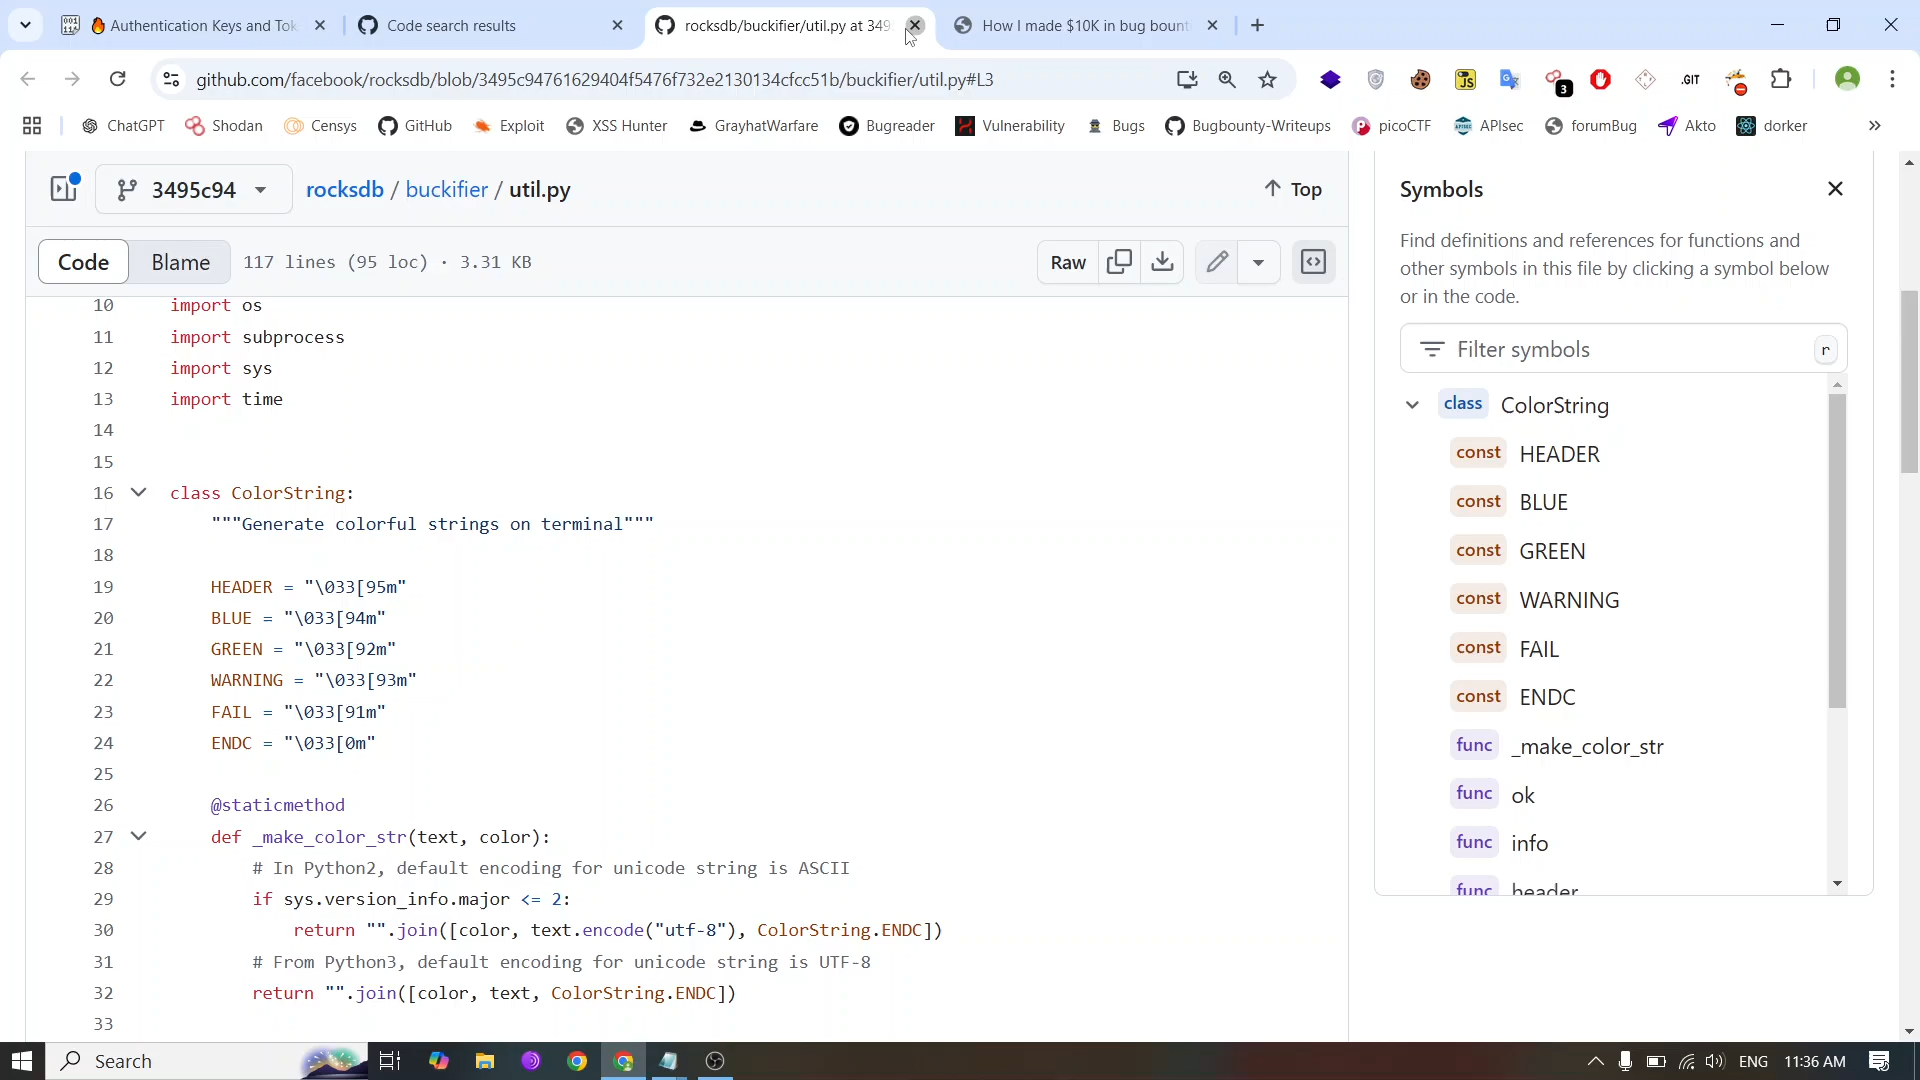 🔥 Authentication Keys and Tok
Code search results
rocksdb/buckifier/util.py at 349
How I made $10K in bug bount
github.com/facebook/rocksdb/blob/3495c94761629404f5476f732e2130134cfcc51b/buckifier/util.py#L3
JS
3
.GIT
ChatGPT
Shodan
Censys
GitHub
Exploit
XSS Hunter
GrayhatWarfare
Bugreader
Vulnerability
Bugs
Bugbounty-Writeups
picoCTF
APIsec
forumBug
Akto
dorker
»
3495c94
rocksdb / buckifier / util.py
Top
Code
Blame
117 lines (95 loc) · 3.31 KB
Raw
10 import os
11 import subprocess
12 import sys
13 import time
14
15
16 class ColorString:
17 """Generate colorful strings on terminal"""
18
19 HEADER = "\033[95m"
20 BLUE = "\033[94m"
21 GREEN = "\033[92m"
22 WARNING = "\033[93m"
23 FAIL = "\033[91m"
24 ENDC = "\033[0m"
25
26 @staticmethod
27 def _make_color_str(text, color):
28 # In Python2, default encoding for unicode string is ASCII
29 if sys.version_info.major <= 2:
30 return "".join([color, text.encode("utf-8"), ColorString.ENDC])
31 # From Python3, default encoding for unicode string is UTF-8
32 return "".join([color, text, ColorString.ENDC])
33
Symbols
Find definitions and references for functions and
other symbols in this file by clicking a symbol below
or in the code.
Filter symbols
r
class ColorString
const HEADER
const BLUE
const GREEN
const WARNING
const FAIL
const ENDC
func _make_color_str
func ok
func info
func header
Search
ENG
11:36 AM